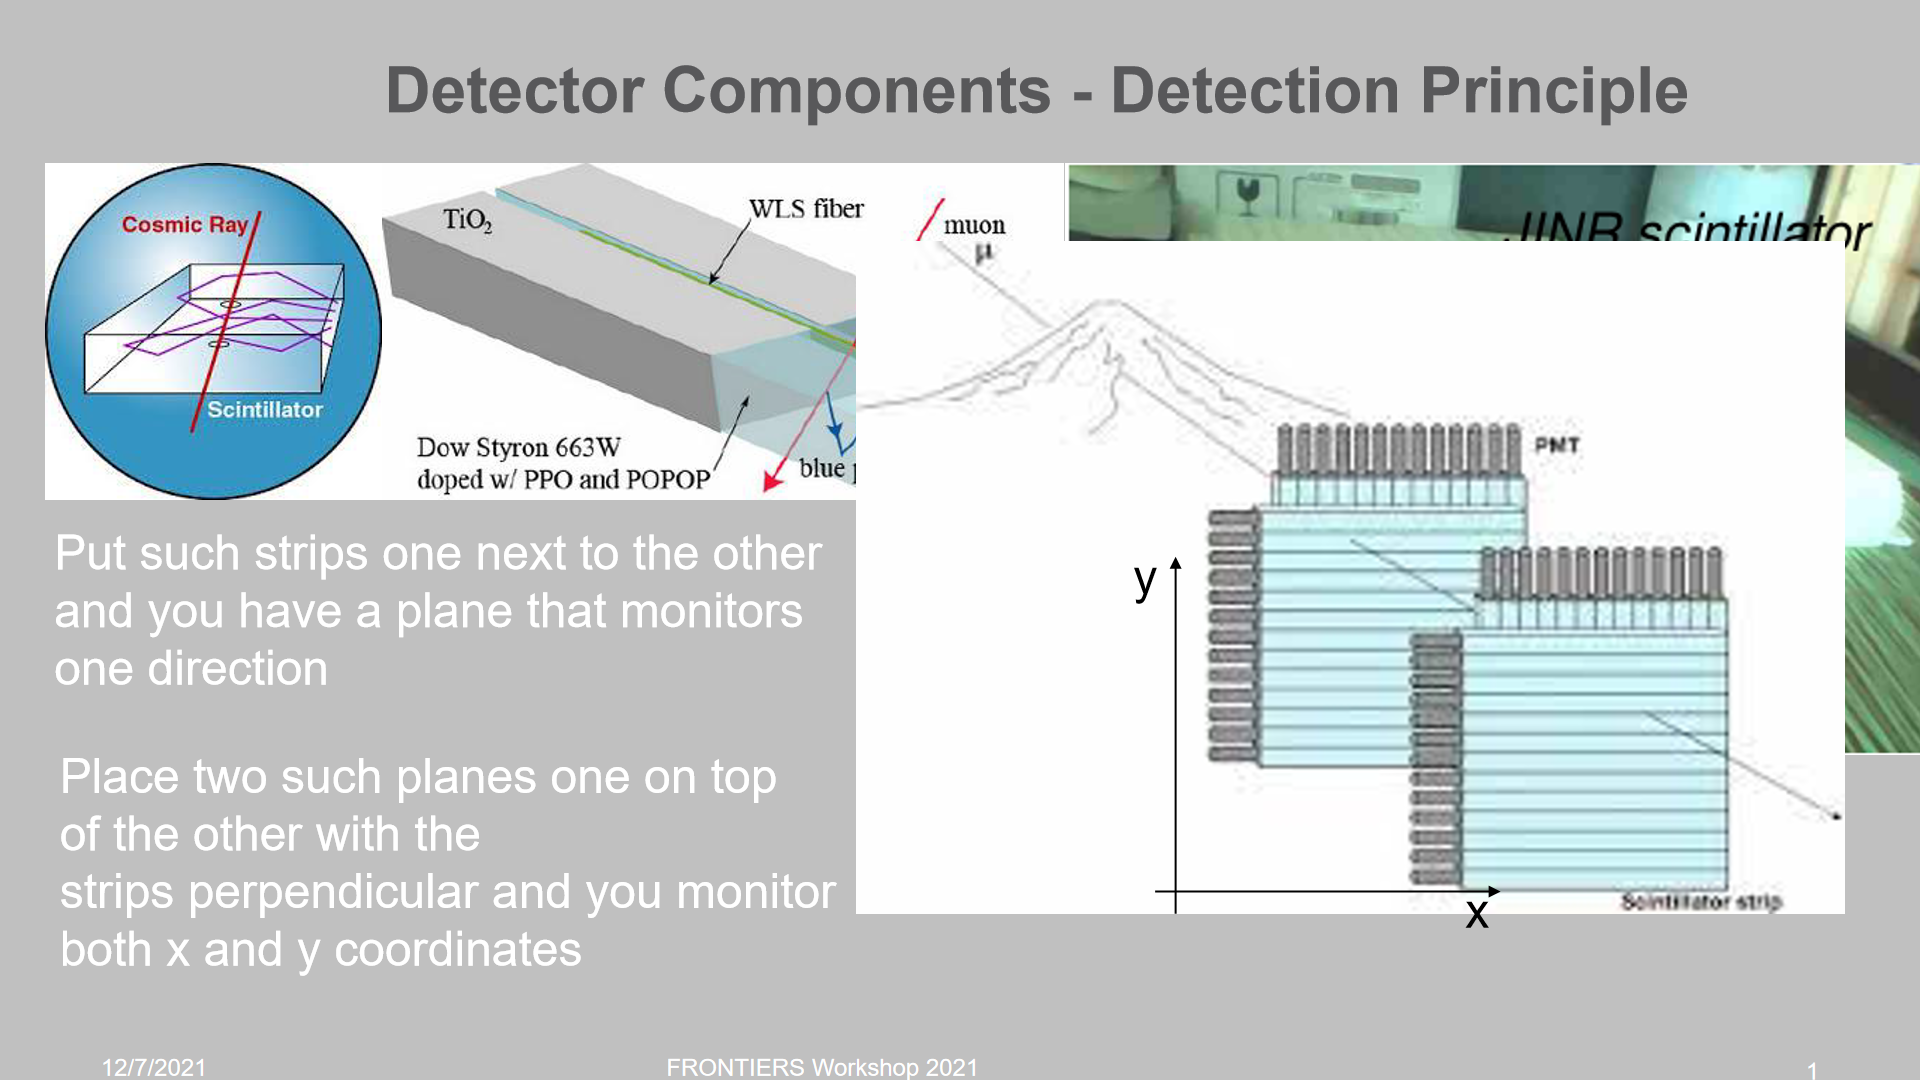 Detector Components - Detection Principle
Cosmic Ray
Scintillator
TiO₂
WLS fiber
muon
μ
Dow Styron 663W
doped w/ PPO and POPOP
blue
JINR scintillator
PMT
y
x
Scintillator strip
Put such strips one next to the other
and you have a plane that monitors
one direction
Place two such planes one on top
of the other with the
strips perpendicular and you monitor
both x and y coordinates
12/7/2021
FRONTIERS Workshop 2021
1